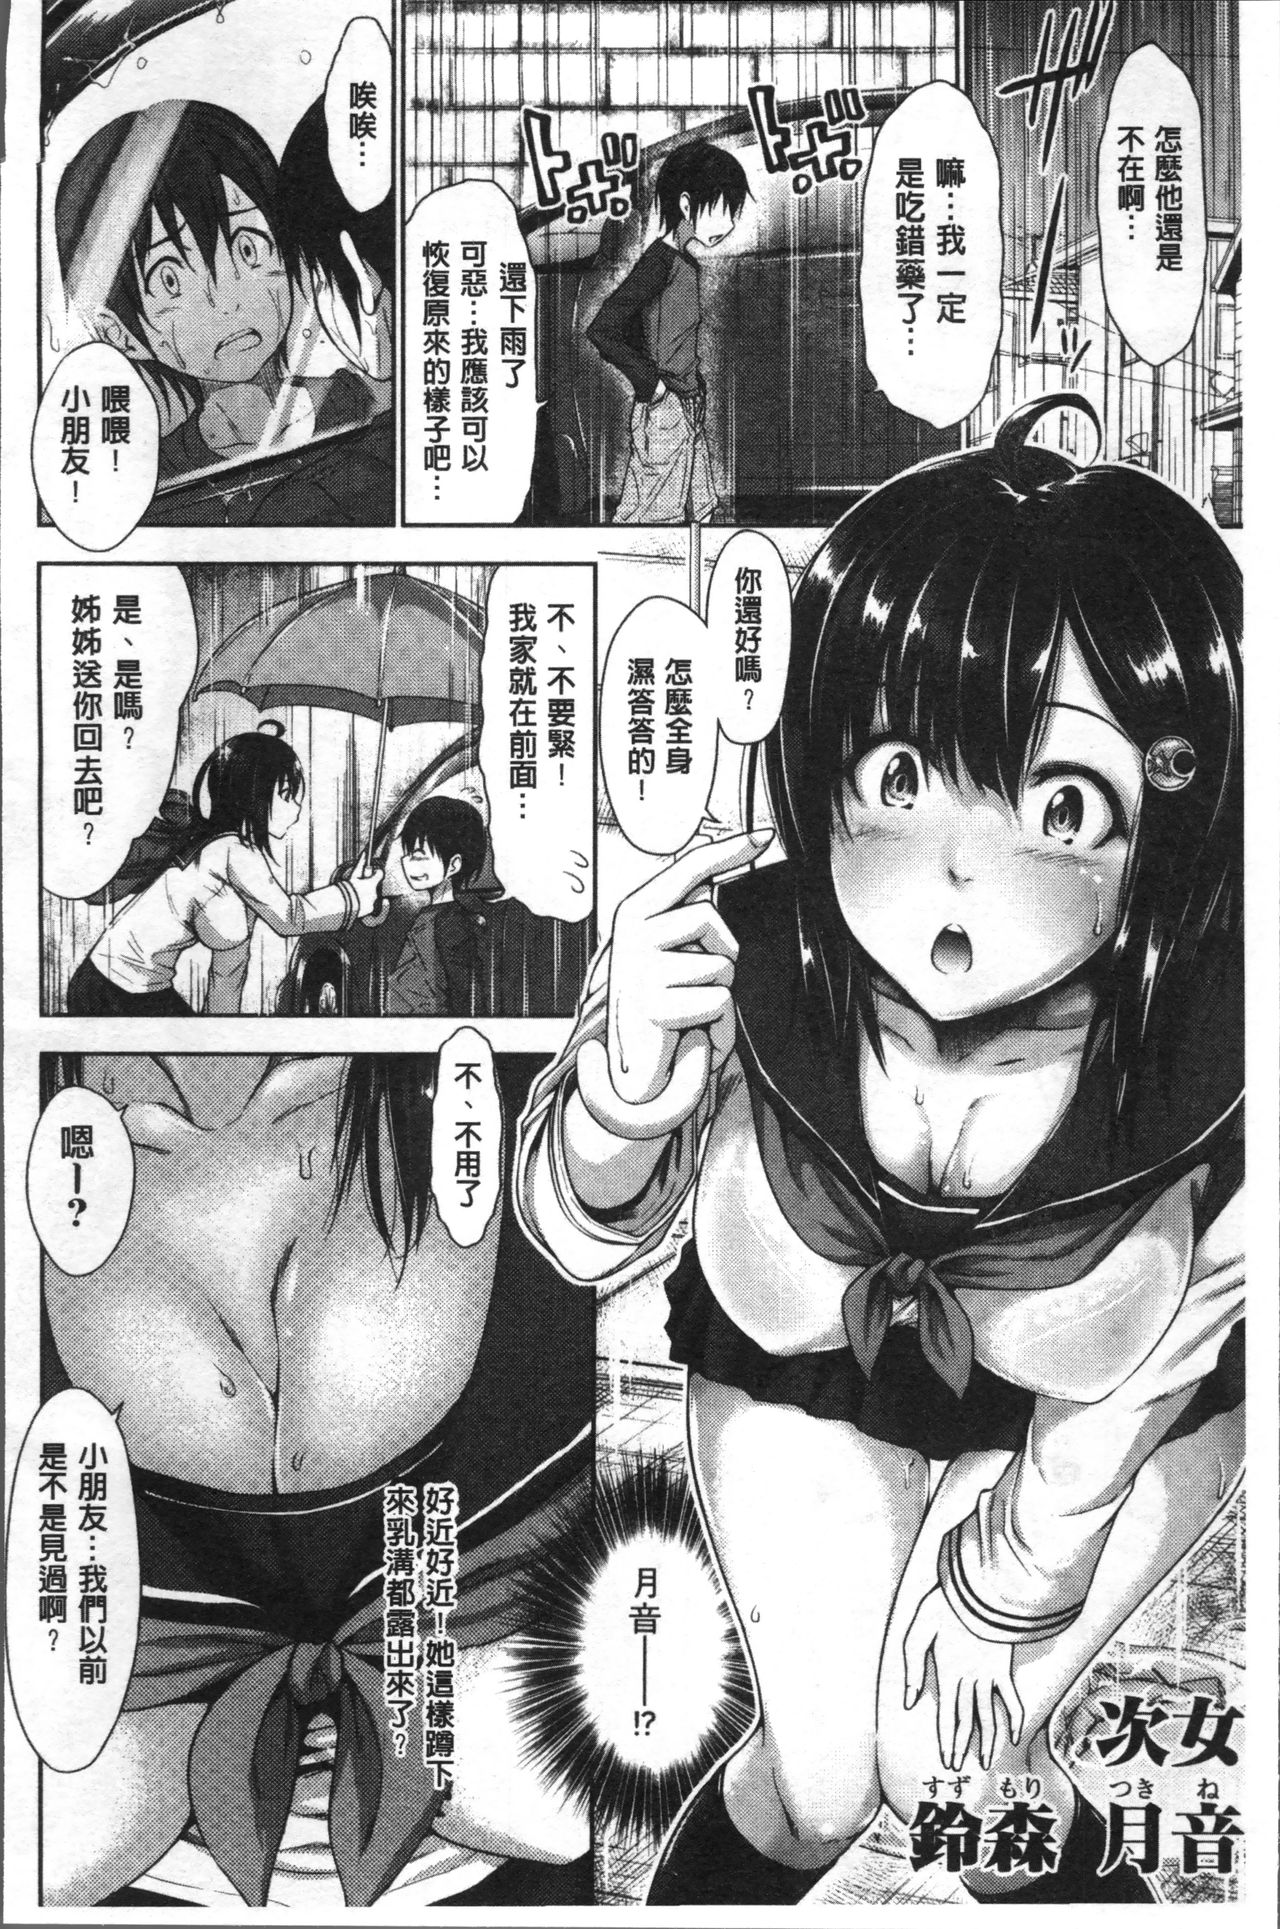 怎麼他還是
不在啊…
嘛…我一定
是吃錯藥了…
ドギ
ドギ
還下雨了
可惡…我應該可以
恢復原來的樣子吧…
唉唉…
喂喂!
小朋友!
你還好嗎?
怎麼全身
濕答答的!
不、不要緊!
我家就在前面…
是、是嗎?
姊姊送你回去吧?
月音——!?
次女
すず もり つき ね
鈴森 月音
不、不用了
嗯ー?
好近好近!她這樣蹲下
來乳溝都露出來了?
小朋友…我們以前
是不是見過啊?